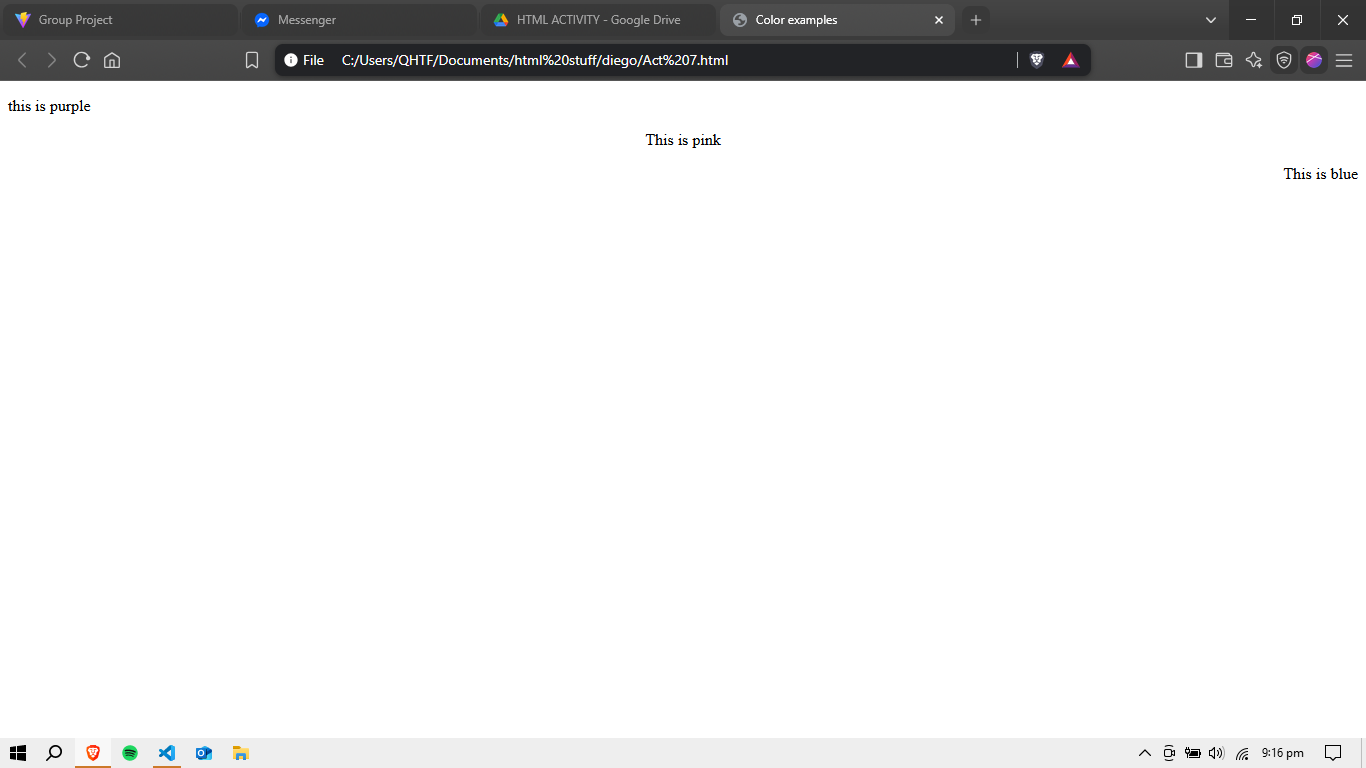 Group Project
Messenger
HTML ACTIVITY - Google Drive
Color examples
File C:/Users/QHTF/Documents/html%20stuff/diego/Act%207.html
this is purple
This is pink
This is blue
9:16 pm